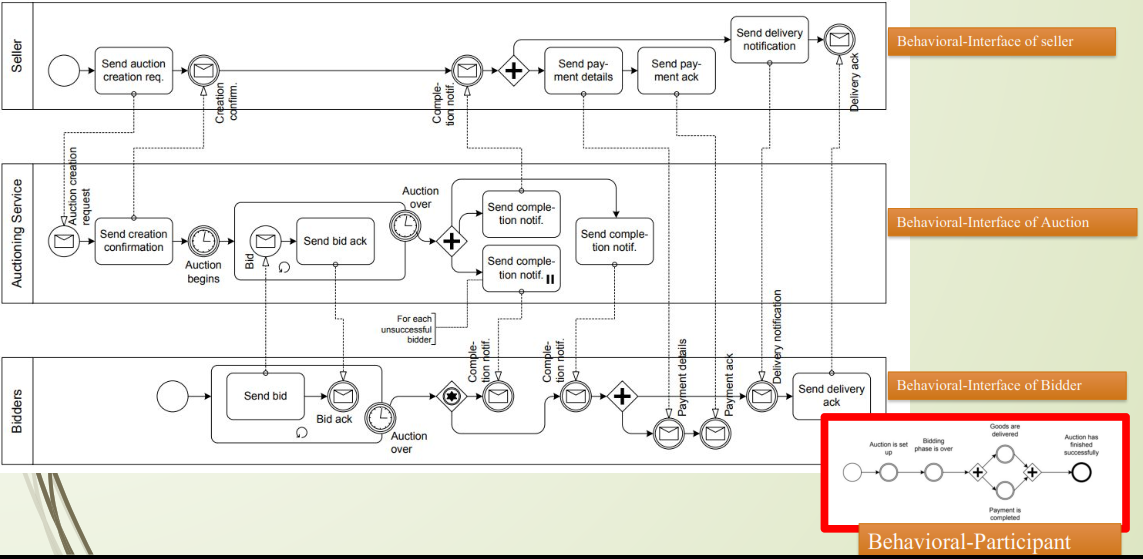 Seller
Send auction
creation req.
Creation
confirm.
Comple-
tion notif.
Send pay-
ment details
Send pay-
ment ack
Send delivery
notification
Delivery ack
Behavioral-Interface of seller
Auctioning Service
Auction creation
request
Send creation
confirmation
Auction
begins
Bid
Send bid ack
Auction
over
Send comple-
tion notif.
Send comple-
tion notif.
Send comple-
tion notif.
For each
unsuccessful
bidder
Behavioral-Interface of Auction
Bidders
Send bid
Bid ack
Auction
over
Comple-
tion notif.
Comple-
tion notif.
Payment details
Payment ack
Delivery notification
Send delivery
ack
Behavioral-Interface of Bidder
Auction is set
up
Bidding
phase is over
Goods are
delivered
Payment is
completed
Auction has
finished
successfully
Behavioral-Participant